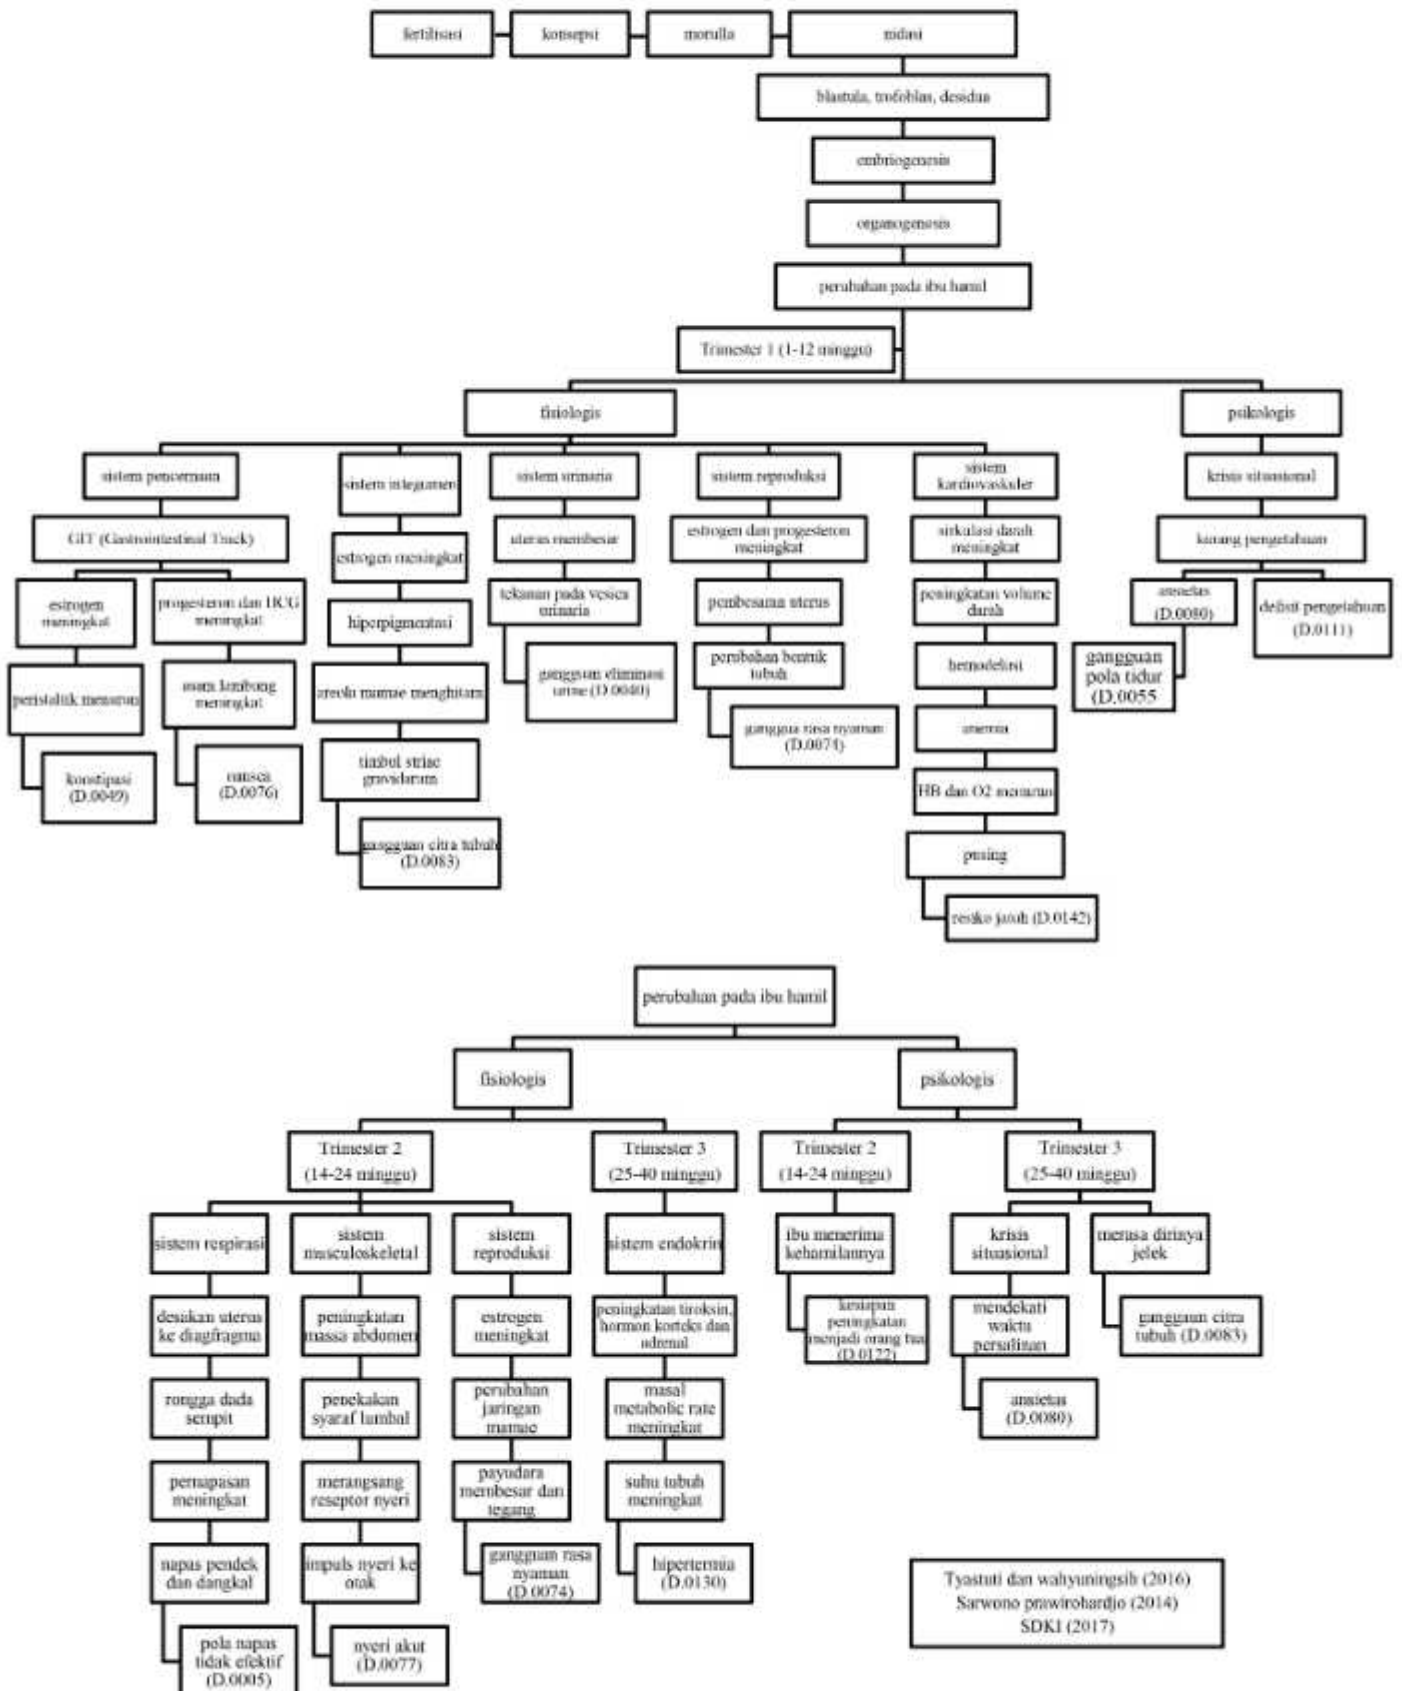 fertilisasi
konsepsi
morulla
nidasi
blastula, trofoblas, desidua
embriogenesis
organogenesis
perubahan pada ibu hamil
Trimester 1 (1-12 minggu)
fisiologis
psikologis
sistem pencernaan
sistem integumen
sistem urinaria
sistem reproduksi
sistem
kardiovaskuler
krisis situasional
GIT (Gastrointestinal Track)
estrogen meningkat
uterus membesar
estrogen dan progesteron
meningkat
sirkulasi darah
meningkat
kurang pengetahuan
estrogen
meningkat
progesteron dan HCG
meningkat
hiperpigmentasi
tekanan pada vesica
urinaria
pembesaran uterus
peningkatan volume
darah
ansietas
(D.0080)
defisit pengetahuan
(D.0111)
peristaltik menurun
asam lambung
meningkat
areola mamae menghitam
gangguan eliminasi
urine (D.0040)
perubahan bentuk
tubuh
hemodelusi
gangguan
pola tidur
(D.0055
konstipasi
(D.0049)
nausea
(D.0076)
timbul striae
gravidarum
ganggua rasa nyaman
(D.0074)
anemia
HB dan O2 menurun
gangguan citra tubuh
(D.0083)
pusing
resiko jatuh (D.0142)
perubahan pada ibu hamil
fisiologis
psikologis
Trimester 2
(14-24 minggu)
Trimester 3
(25-40 minggu)
Trimester 2
(14-24 minggu)
Trimester 3
(25-40 minggu)
sistem respirasi
sistem
musculoskeletal
sistem
reproduksi
sistem endokrin
ibu menerima
kehamilannya
krisis
situasional
merasa dirinya
jelek
desakan uterus
ke diagfragma
peningkatan
massa abdomen
estrogen
meningkat
peningkatan tiroksin,
hormon korteks dan
adrenal
kesiapan
peningkatan
menjadi orang tua
(D.0122)
mendekati
waktu
persalinan
gangguan citra
tubuh (D.0083)
rongga dada
sempit
penekakan
syaraf lumbal
perubahan
jaringan
mamae
masal
metabolic rate
meningkat
ansietas
(D.0080)
pernapasan
meningkat
merangsang
reseptor nyeri
payudara
membesar dan
tegang
suhu tubuh
meningkat
napas pendek
dan dangkal
impuls nyeri ke
otak
gangguan rasa
nyaman
(D.0074)
hipertermia
(D.0130)
pola napas
tidak efektif
(D.0005)
nyeri akut
(D.0077)
Tyastuti dan wahyuningsih (2016)
Sarwono prawirohardjo (2014)
SDKI (2017)